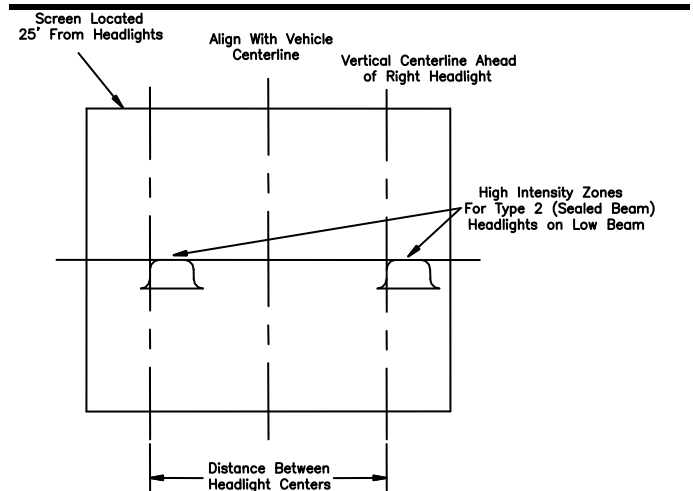 Screen Located
25' From Headlights
Align With Vehicle
Centerline
Vertical Centerline Ahead
of Right Headlight
High Intensity Zones
For Type 2 (Sealed Beam)
Headlights on Low Beam
Distance Between
Headlight Centers